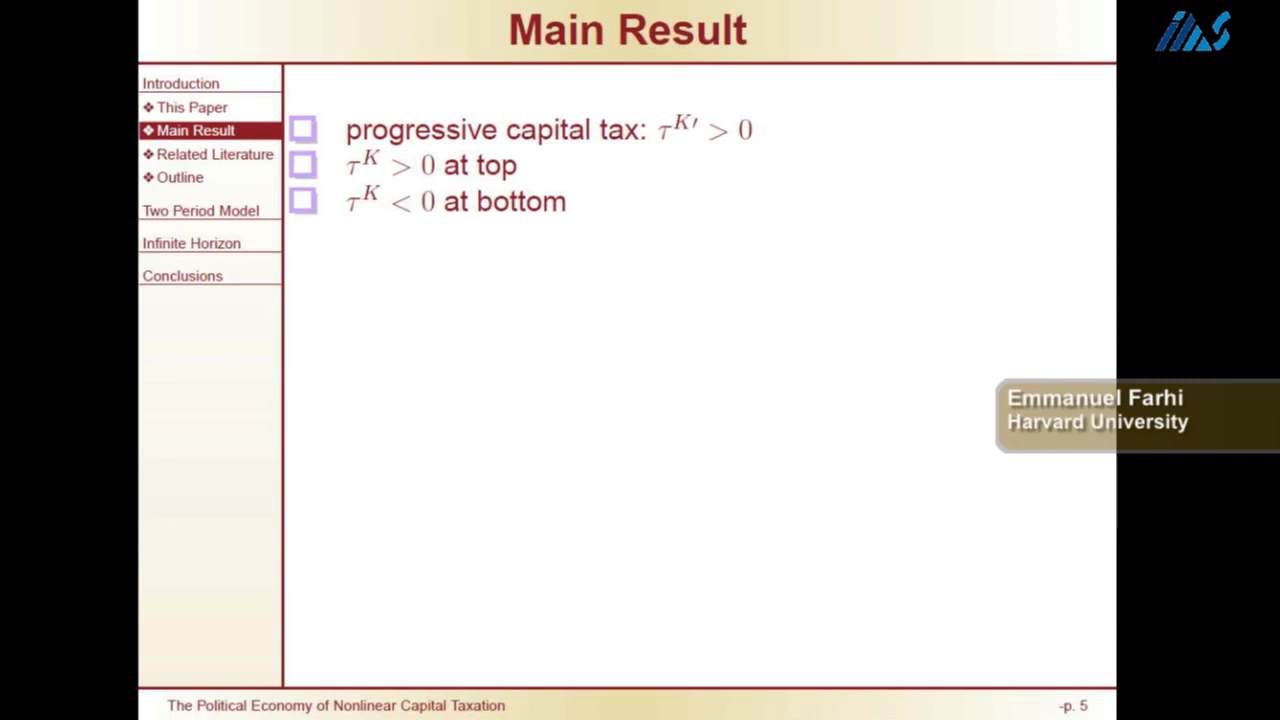 Main Result
Introduction
❖ This Paper
❖ Main Result
❖ Related Literature
❖ Outline
Two Period Model
Infinite Horizon
Conclusions
progressive capital tax: τ^K′ > 0
τ^K > 0 at top
τ^K < 0 at bottom
Emmanuel Farhi
Harvard University
The Political Economy of Nonlinear Capital Taxation
-p. 5